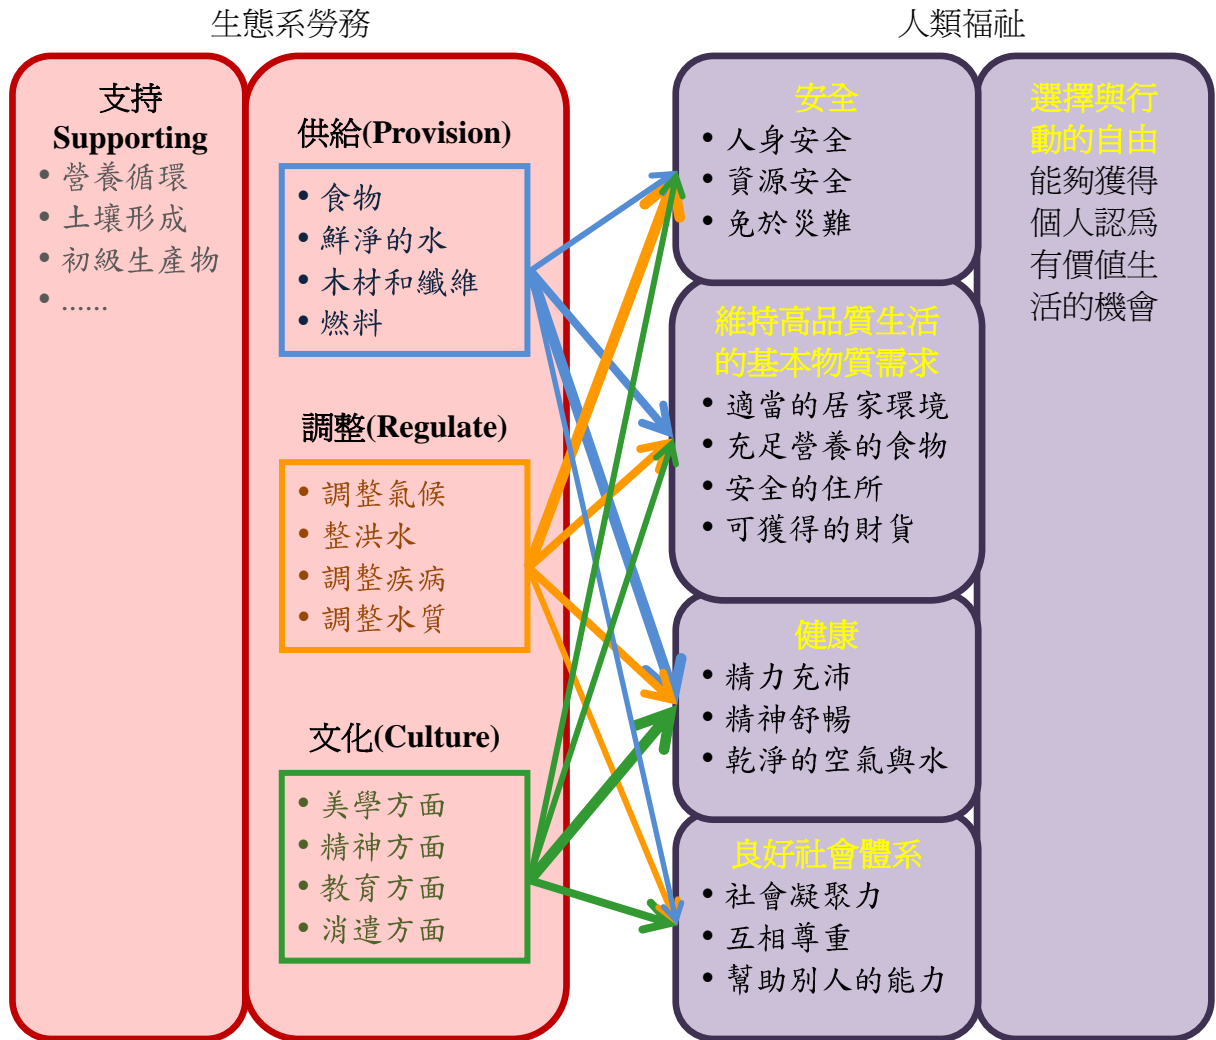 生態系勞務
支持
Supporting
• 營養循環
• 土壤形成
• 初級生產物
• ......
供給(Provision)
• 食物
• 鮮淨的水
• 木材和纖維
• 燃料
調整(Regulate)
• 調整氣候
• 整洪水
• 調整疾病
• 調整水質
文化(Culture)
• 美學方面
• 精神方面
• 教育方面
• 消遣方面
人類福祉
安全
• 人身安全
• 資源安全
• 免於災難
維持高品質生活
的基本物質需求
• 適當的居家環境
• 充足營養的食物
• 安全的住所
• 可獲得的財貨
健康
• 精力充沛
• 精神舒暢
• 乾淨的空氣與水
良好社會體系
• 社會凝聚力
• 互相尊重
• 幫助別人的能力
選擇與行
動的自由
能夠獲得
個人認為
有價值生
活的機會